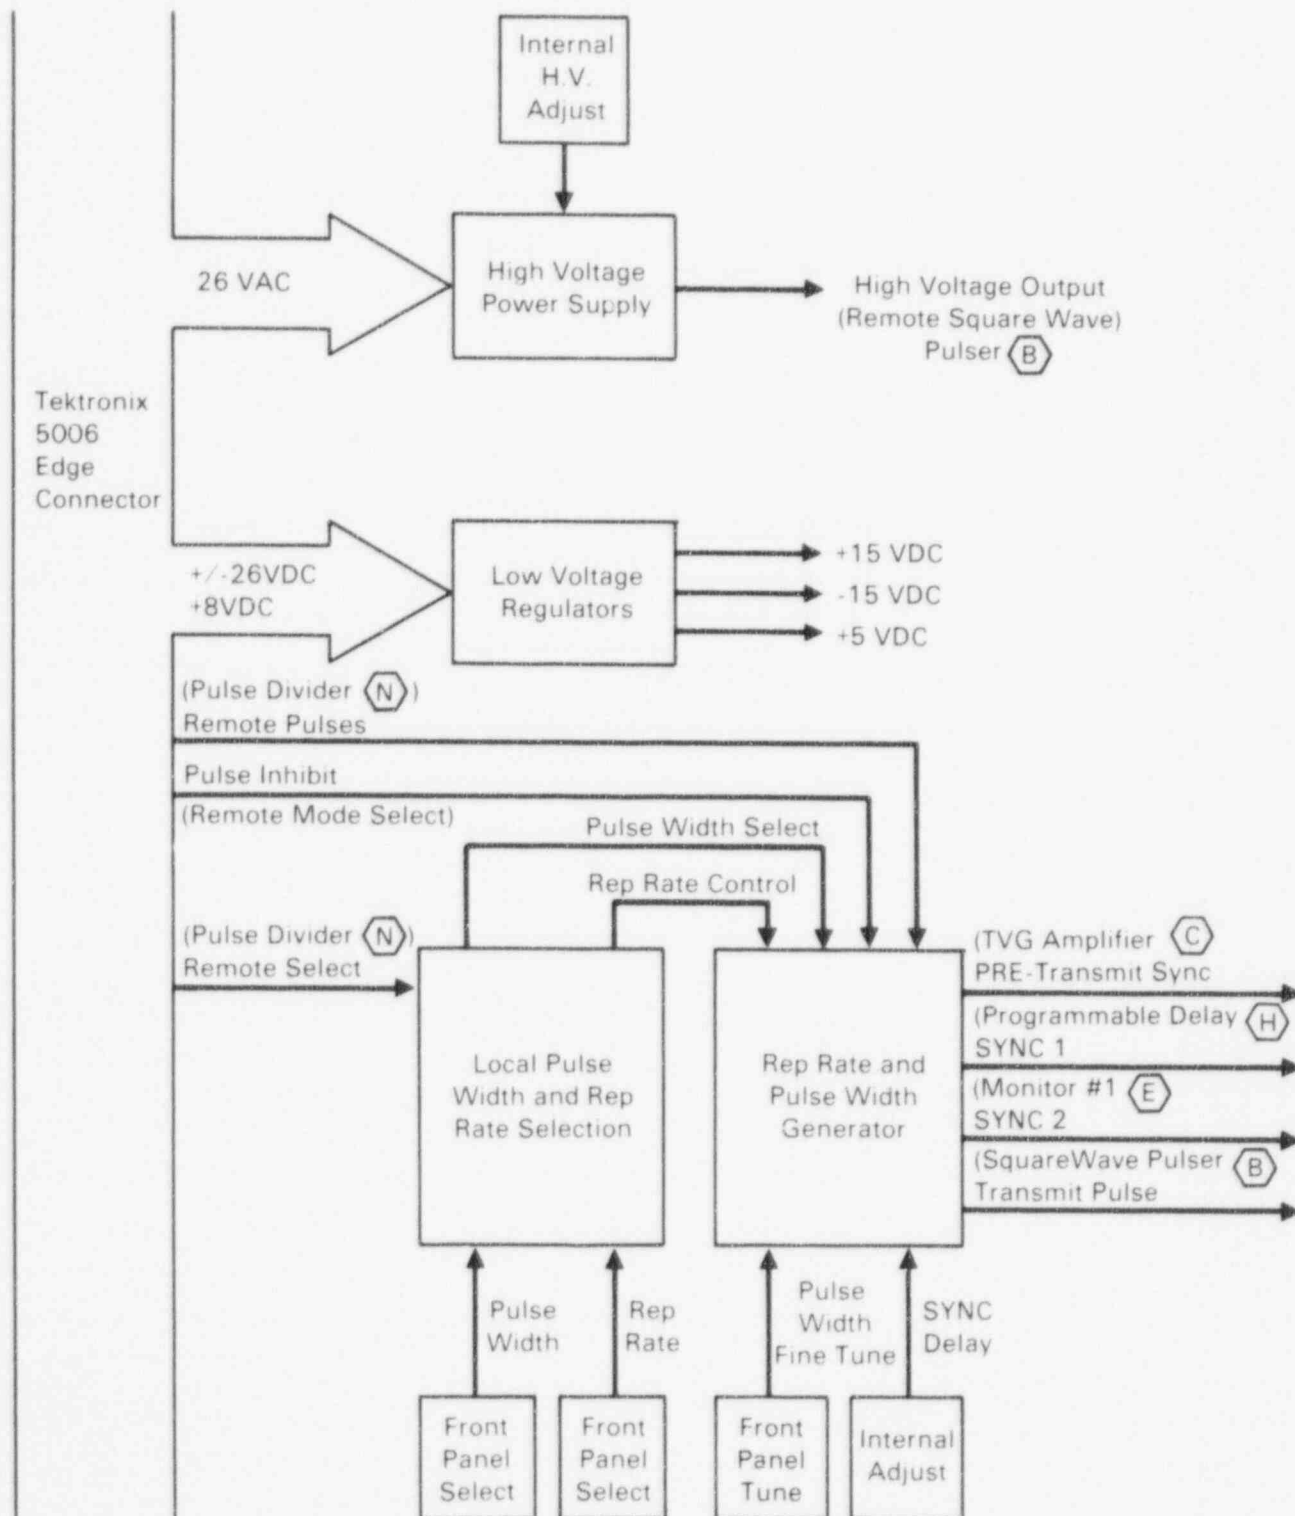 Internal
H.V.
Adjust
26 VAC
High Voltage
Power Supply
High Voltage Output
(Remote Square Wave)
Pulser B
Tektronix
5006
Edge
Connector
+/-26VDC
+8VDC
Low Voltage
Regulators
+15 VDC
-15 VDC
+5 VDC
(Pulse Divider N)
Remote Pulses
Pulse Inhibit
(Remote Mode Select)
Pulse Width Select
Rep Rate Control
(Pulse Divider N)
Remote Select
Local Pulse
Width and Rep
Rate Selection
Rep Rate and
Pulse Width
Generator
(TVG Amplifier C
PRE-Transmit Sync
(Programmable Delay H
SYNC 1
(Monitor #1 E
SYNC 2
(SquareWave Pulser B
Transmit Pulse
Pulse
Width
Rep
Rate
Pulse
Width
Fine Tune
SYNC
Delay
Front
Panel
Select
Front
Panel
Select
Front
Panel
Tune
Internal
Adjust